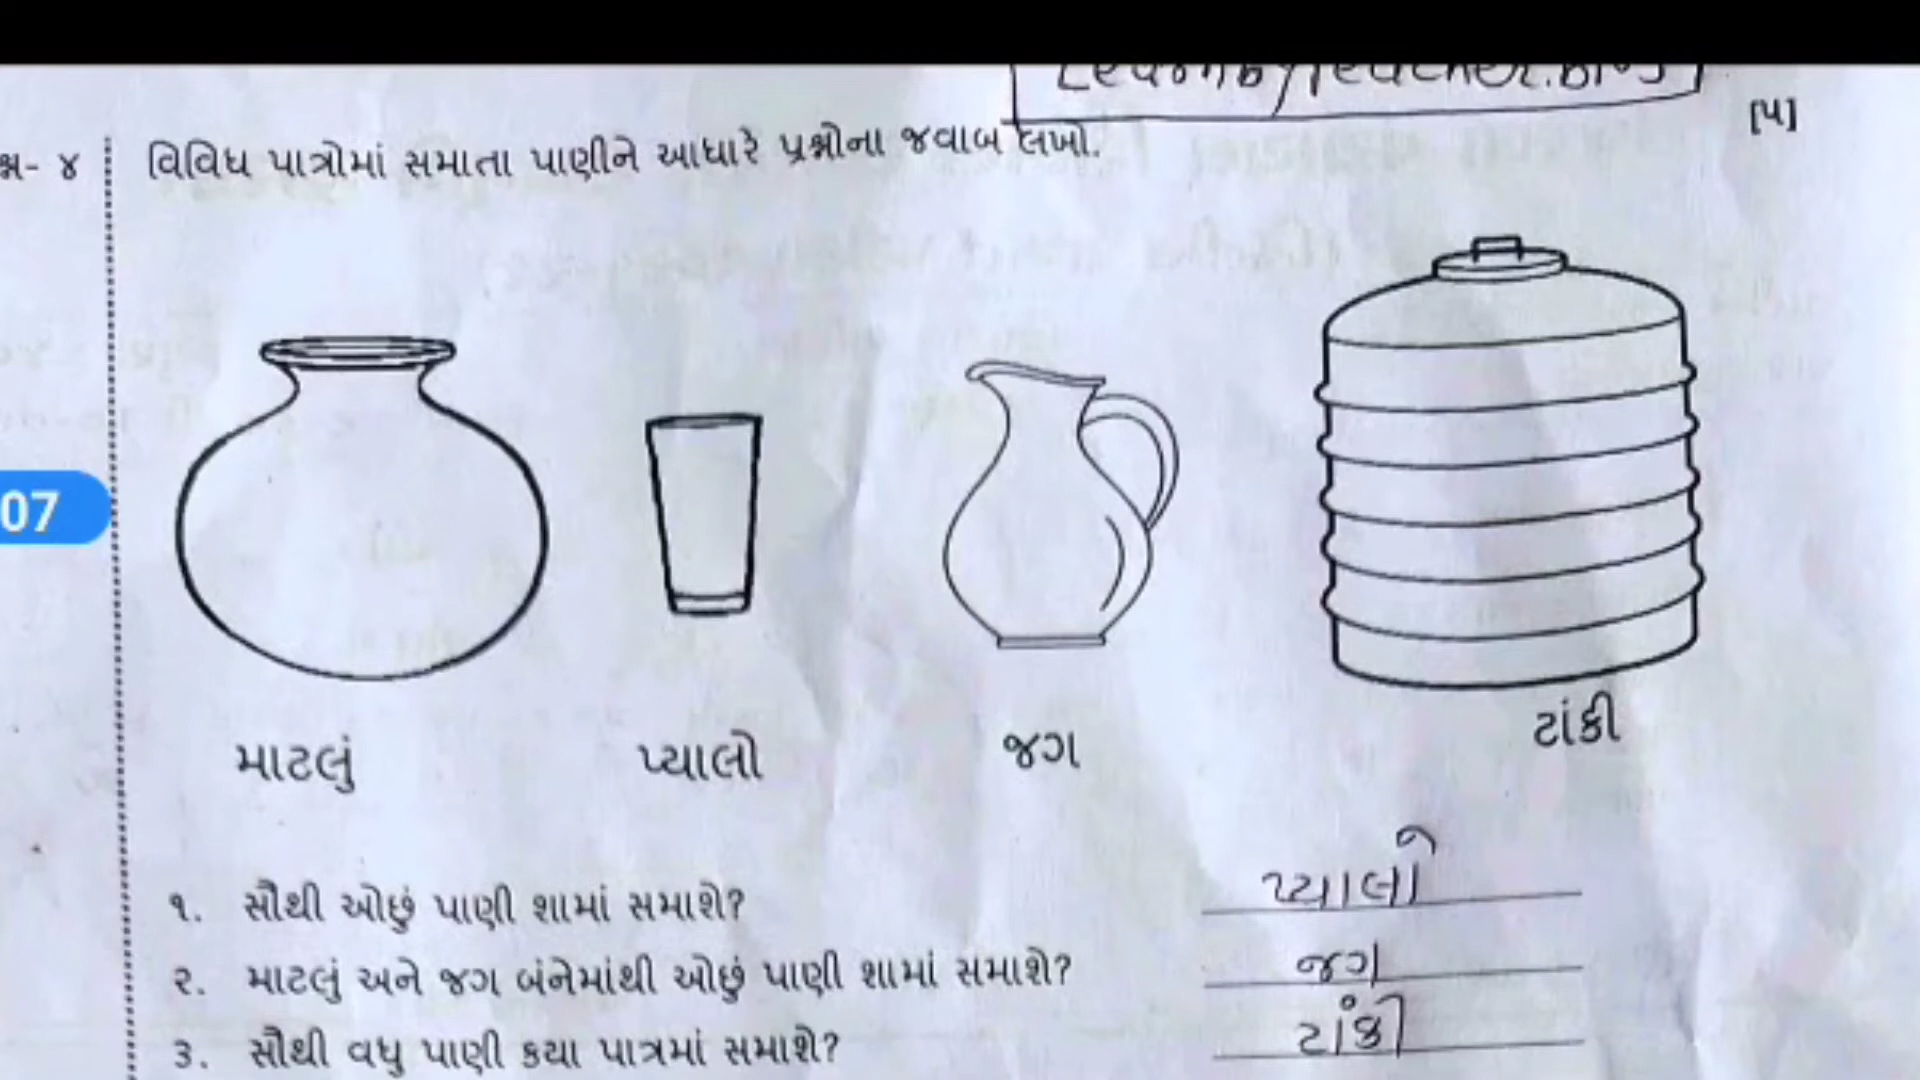 [૫]
- ૪ વિવિધ પાત્રોમાં સમાતા પાણીને આધારે પ્રશ્નોના જવાબ લખો.
07
માટલું પ્યાલો જગ ટાંકી
૧. સૌથી ઓછું પાણી શામાં સમાશે? પ્યાલો
૨. માટલું અને જગ બંનેમાંથી ઓછું પાણી શામાં સમાશે? જગ
૩. સૌથી વધુ પાણી કયા પાત્રમાં સમાશે? ટાંકી